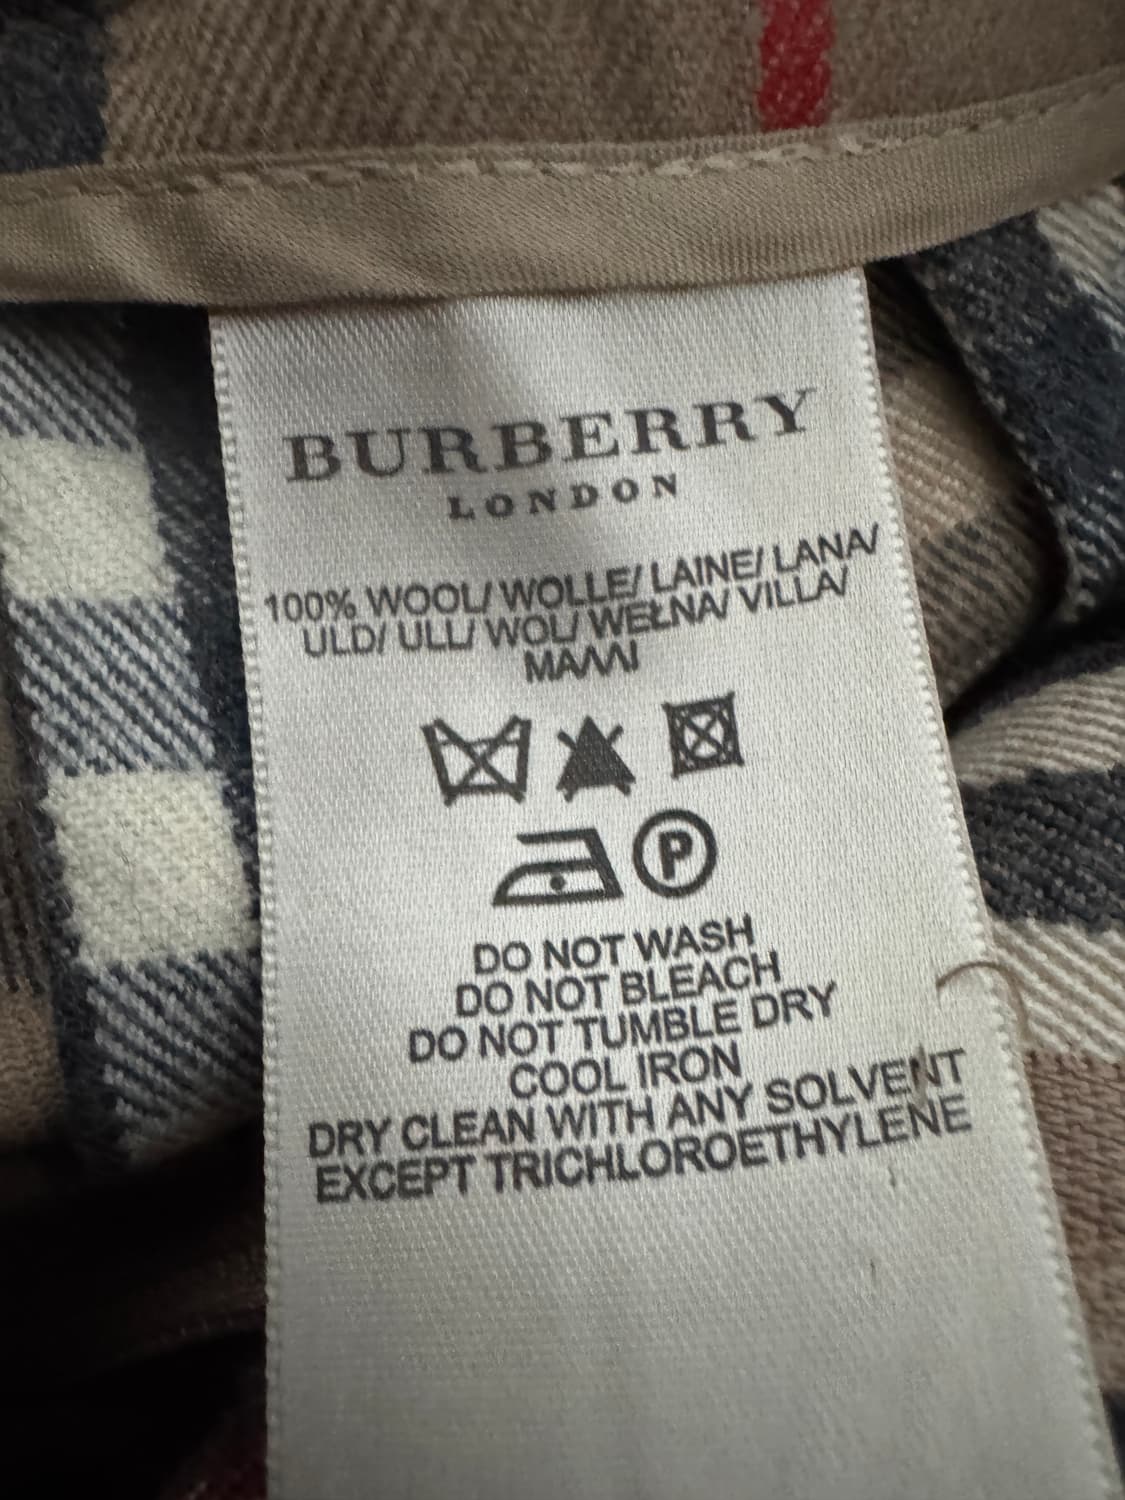 BURBERRY
LONDON
100% WOOL/ WOLLE/ LAINE/ LANA/
ULD/ ULL/ WOL/ WEŁNA/ VILLA/
P
DO NOT WASH
DO NOT BLEACH
DO NOT TUMBLE DRY
COOL IRON
DRY CLEAN WITH ANY SOLVENT
EXCEPT TRICHLOROETHYLENE